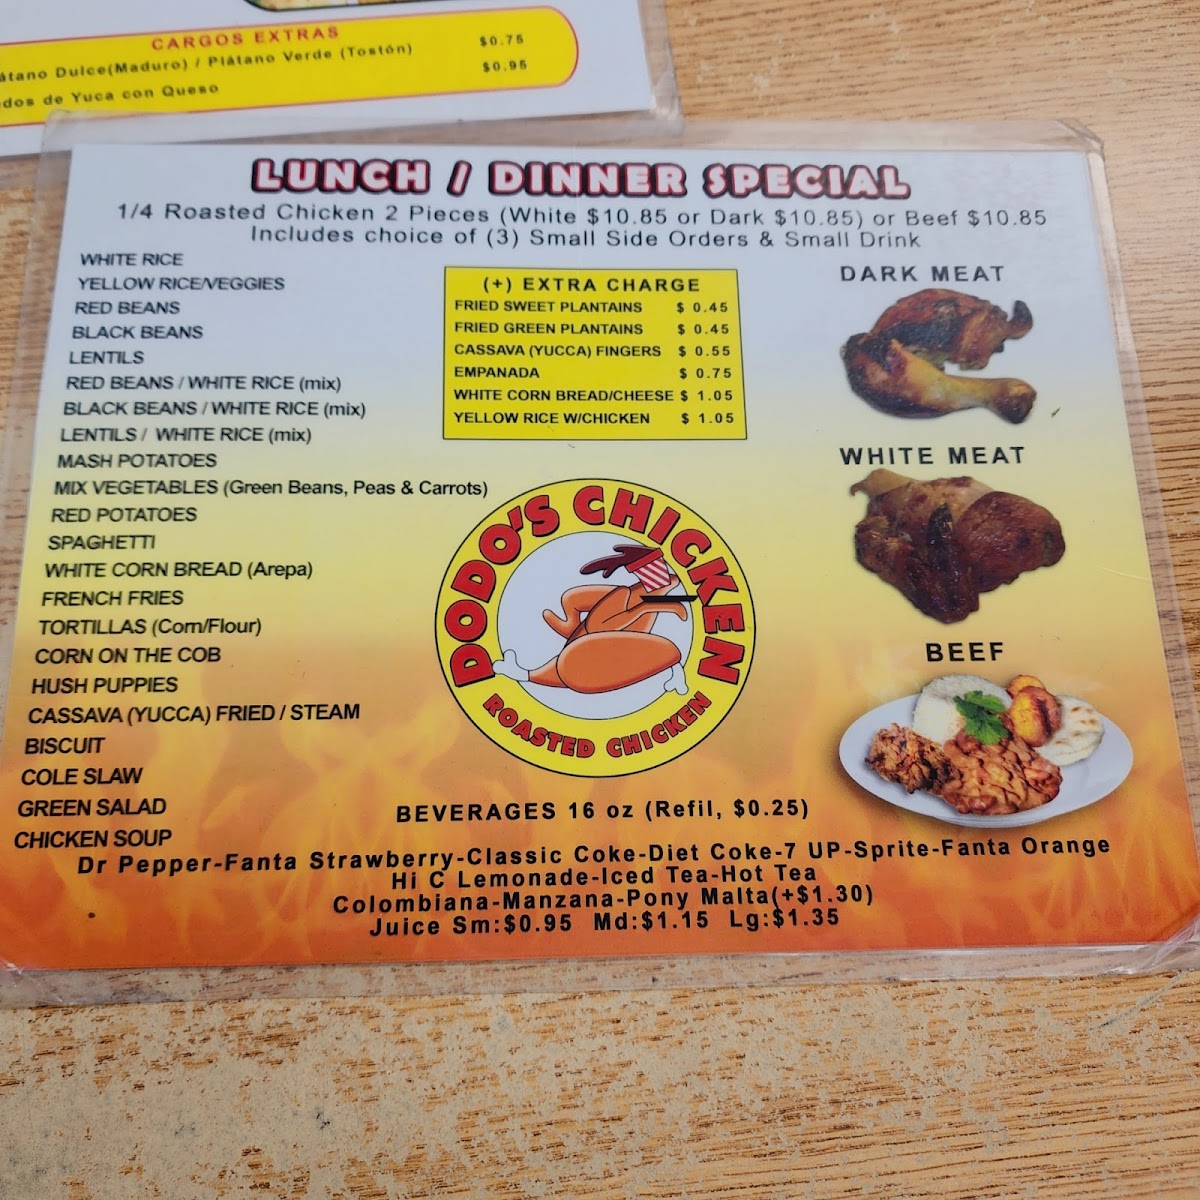 CARGOS EXTRAS
Dulce(Maduro) / Plátano Verde (Tostón) $0.75
de Yuca con Queso $0.95
LUNCH / DINNER SPECIAL
1/4 Roasted Chicken 2 Pieces (White $10.85 or Dark $10.85) or Beef $10.85
Includes choice of (3) Small Side Orders & Small Drink
WHITE RICE
YELLOW RICE/VEGGIES
RED BEANS
BLACK BEANS
LENTILS
RED BEANS / WHITE RICE (mix)
BLACK BEANS / WHITE RICE (mix)
LENTILS / WHITE RICE (mix)
MASH POTATOES
MIX VEGETABLES (Green Beans, Peas & Carrots)
RED POTATOES
SPAGHETTI
WHITE CORN BREAD (Arepa)
FRENCH FRIES
TORTILLAS (Corn/Flour)
CORN ON THE COB
HUSH PUPPIES
CASSAVA (YUCCA) FRIED / STEAM
BISCUIT
COLE SLAW
GREEN SALAD
CHICKEN SOUP
(+) EXTRA CHARGE
FRIED SWEET PLANTAINS $ 0.45
FRIED GREEN PLANTAINS $ 0.45
CASSAVA (YUCCA) FINGERS $ 0.55
EMPANADA $ 0.75
WHITE CORN BREAD/CHEESE $ 1.05
YELLOW RICE W/CHICKEN $ 1.05
DODO'S CHICKEN
ROASTED CHICKEN
DARK MEAT
WHITE MEAT
BEEF
BEVERAGES 16 oz (Refil, $0.25)
Dr Pepper-Fanta Strawberry-Classic Coke-Diet Coke-7 UP-Sprite-Fanta Orange
Hi C Lemonade-Iced Tea-Hot Tea
Colombiana-Manzana-Pony Malta(+$1.30)
Juice Sm:$0.95 Md:$1.15 Lg:$1.35